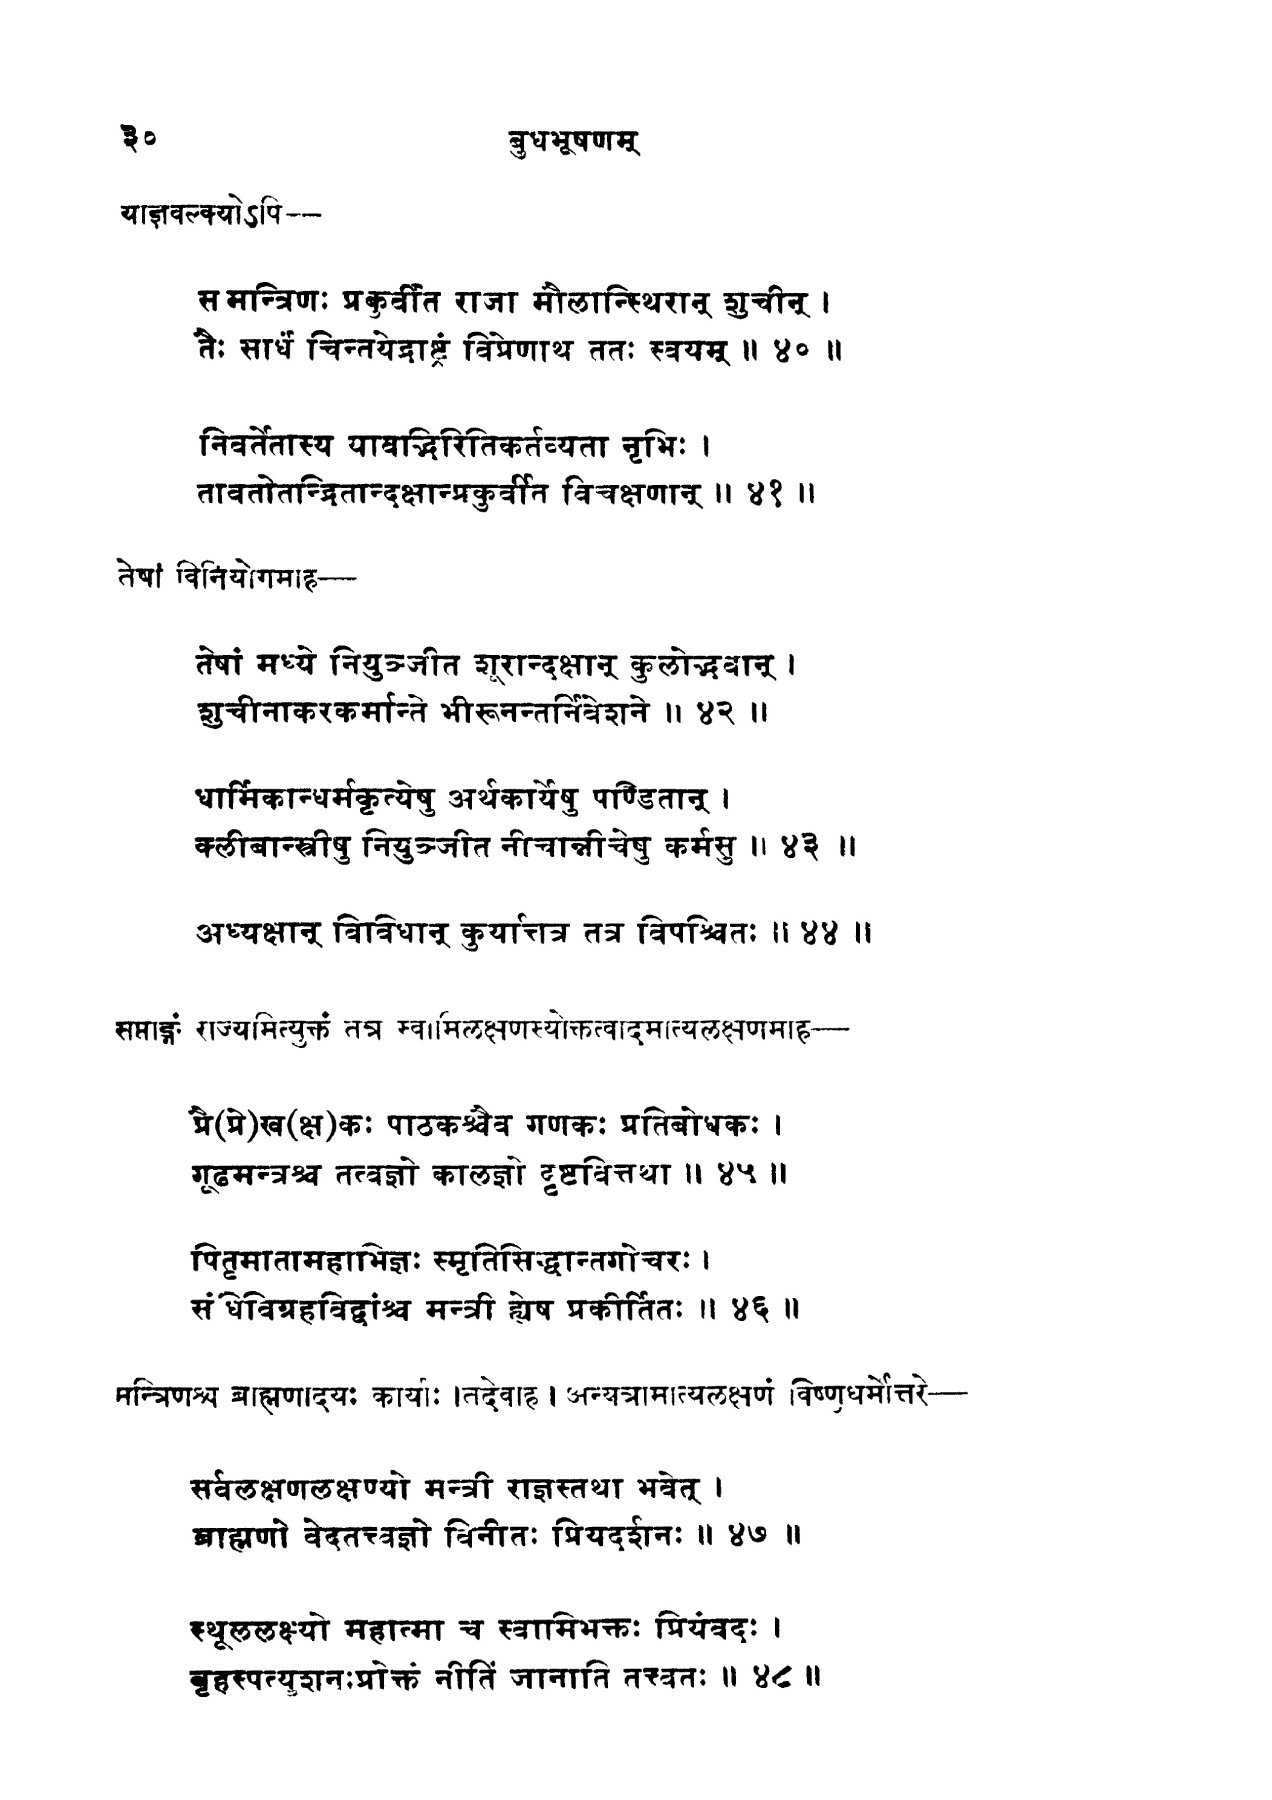 ३० बुधभूषणम्
याज्ञवल्क्योऽपि--
स मन्त्रिणः प्रकुर्वीत राजा मौलान्स्थिरान् शुचीन् ।
तैः सार्धं चिन्तयेद्राष्ट्रं विप्रेणाथ ततः स्वयम् ॥ ४० ॥
निवर्तेतास्य यावद्भिरितिकर्तव्यता नृभिः ।
तावतोतन्द्रितान्दक्षान्प्रकुर्वीत विचक्षणान् ॥ ४१ ॥
तेषां विनियोगमाह—
तेषां मध्ये नियुञ्जीत शूरान्दक्षान् कुलोद्भवान् ।
शुचीनाकरकर्मान्ते भीरूनन्तर्निवेशने ॥ ४२ ॥
धार्मिकान्धर्मकृत्येषु अर्थकार्येषु पण्डितान् ।
क्लीबान्स्त्रीषु नियुञ्जीत नीचान्नीचेषु कर्मसु ॥ ४३ ॥
अध्यक्षान् विविधान् कुर्यात्तत्र तत्र विपश्चितः ॥ ४४ ॥
सप्ताङ्गं राज्यमित्युक्तं तत्र स्वामिलक्षणस्योक्तत्वादमात्यलक्षणमाह—
प्रै(प्रे)ख(क्ष)कः पाठकश्चैव गणकः प्रतिबोधकः ।
गूढमन्त्रश्च तत्वज्ञो कालज्ञो दृष्टवित्तथा ॥ ४५ ॥
पितृमातामहाभिज्ञः स्मृतिसिद्धान्तगोचरः ।
संधिविग्रहविद्वांश्च मन्त्री ह्येष प्रकीर्तितः ॥ ४६ ॥
मन्त्रिणश्च ब्राह्मणादयः कार्याः । तदेवाह । अन्यत्रामात्यलक्षणं विष्णुधर्मोत्तरे—
सर्वलक्षणलक्षण्यो मन्त्री राज्ञस्तथा भवेत् ।
ब्राह्मणो वेदतत्त्वज्ञो विनीतः प्रियदर्शनः ॥ ४७ ॥
स्थूललक्ष्यो महात्मा च स्वामिभक्तः प्रियंवदः ।
बृहस्पत्युशनःप्रोक्तं नीतिं जानाति तत्त्वतः ॥ ४८ ॥